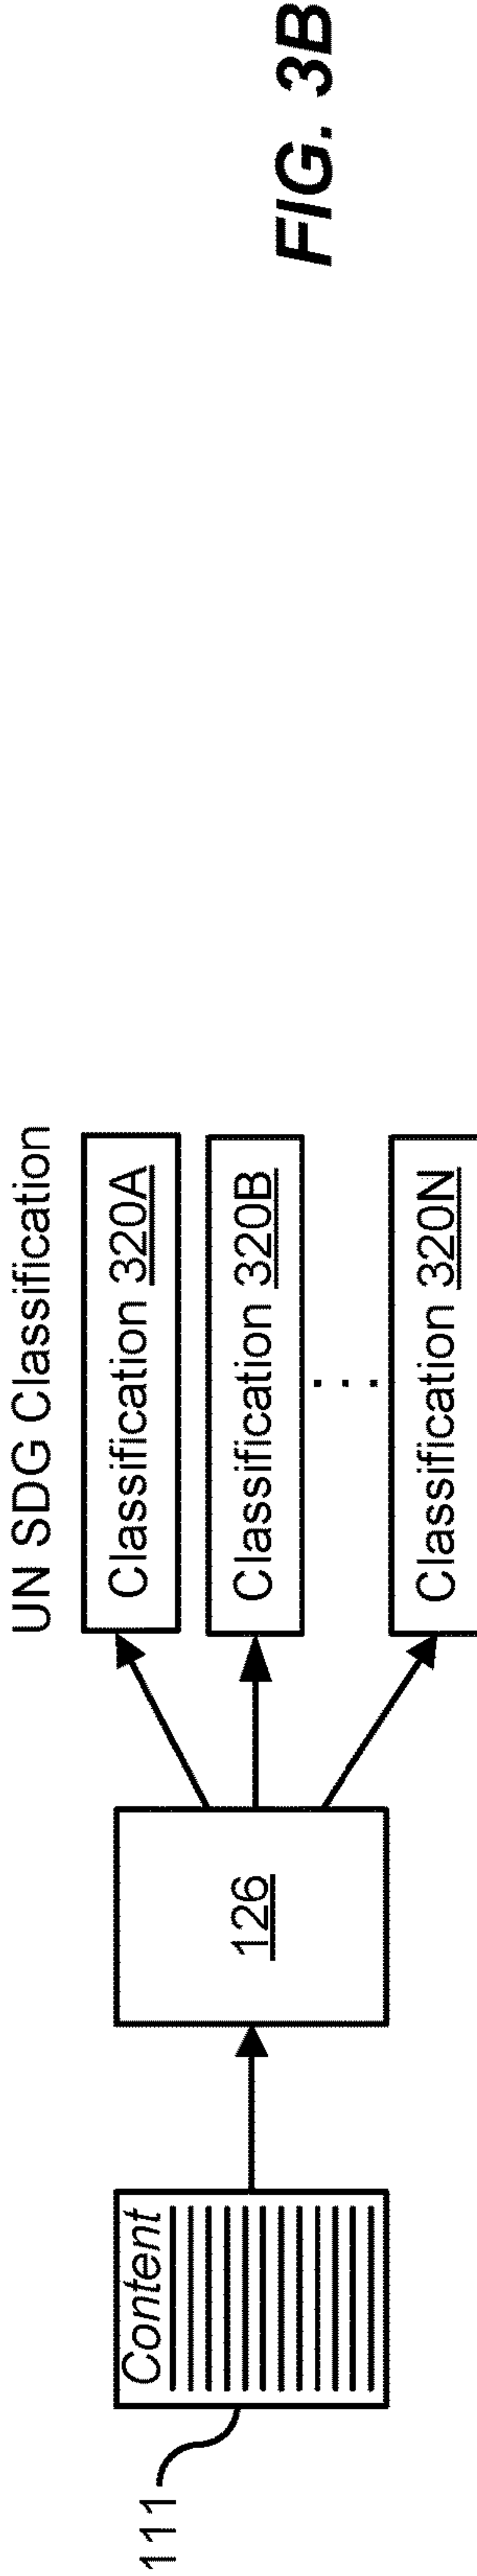 UN SDG Classification
111
Content
126
Classification 320A
Classification 320B
...
Classification 320N
FIG. 3B